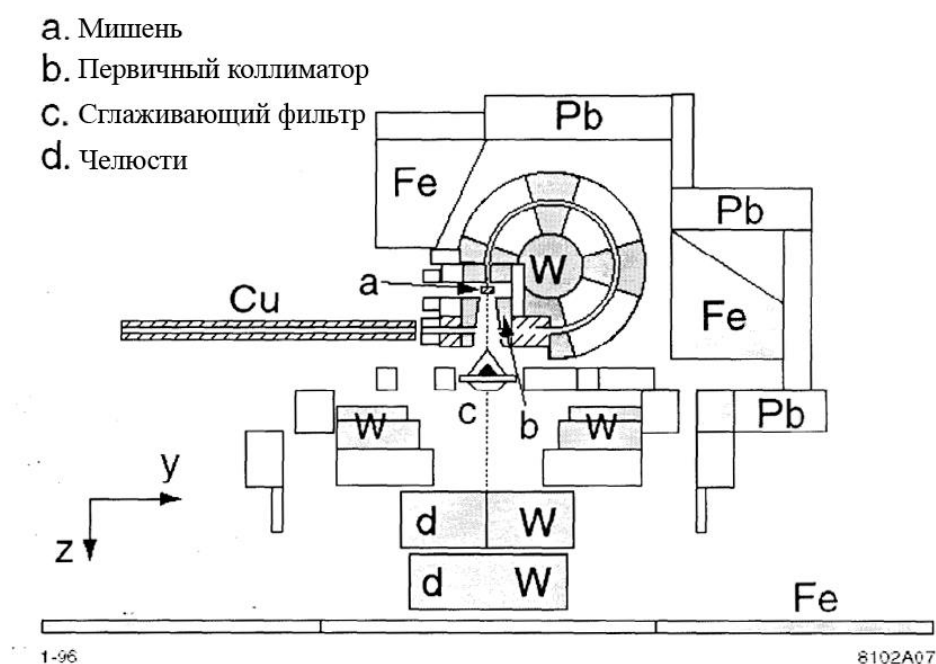 a. Мишень
b. Первичный коллиматор
c. Сглаживающий фильтр
d. Челюсти
Pb
Fe
Pb
W
a
Cu
Fe
c
b
W
W
Pb
y
d W
z
d W
Fe
1-96
8102A07